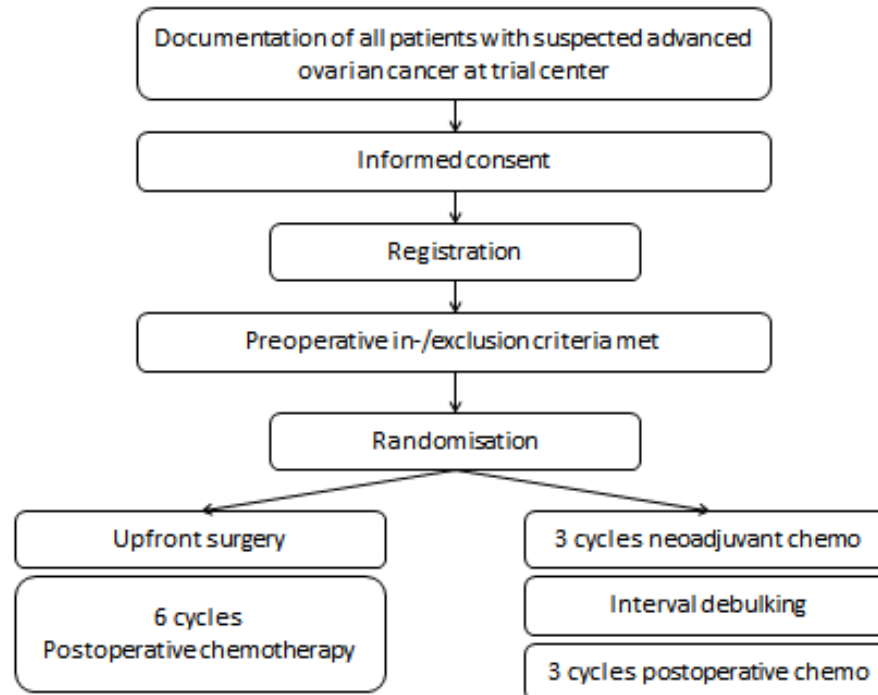 Documentation of all patients with suspected advanced
ovarian cancer at trial center
Informed consent
Registration
Preoperative in-/exclusion criteria met
Randomisation
Upfront surgery
6 cycles
Postoperative chemotherapy
3 cycles neoadjuvant chemo
Interval debulking
3 cycles postoperative chemo